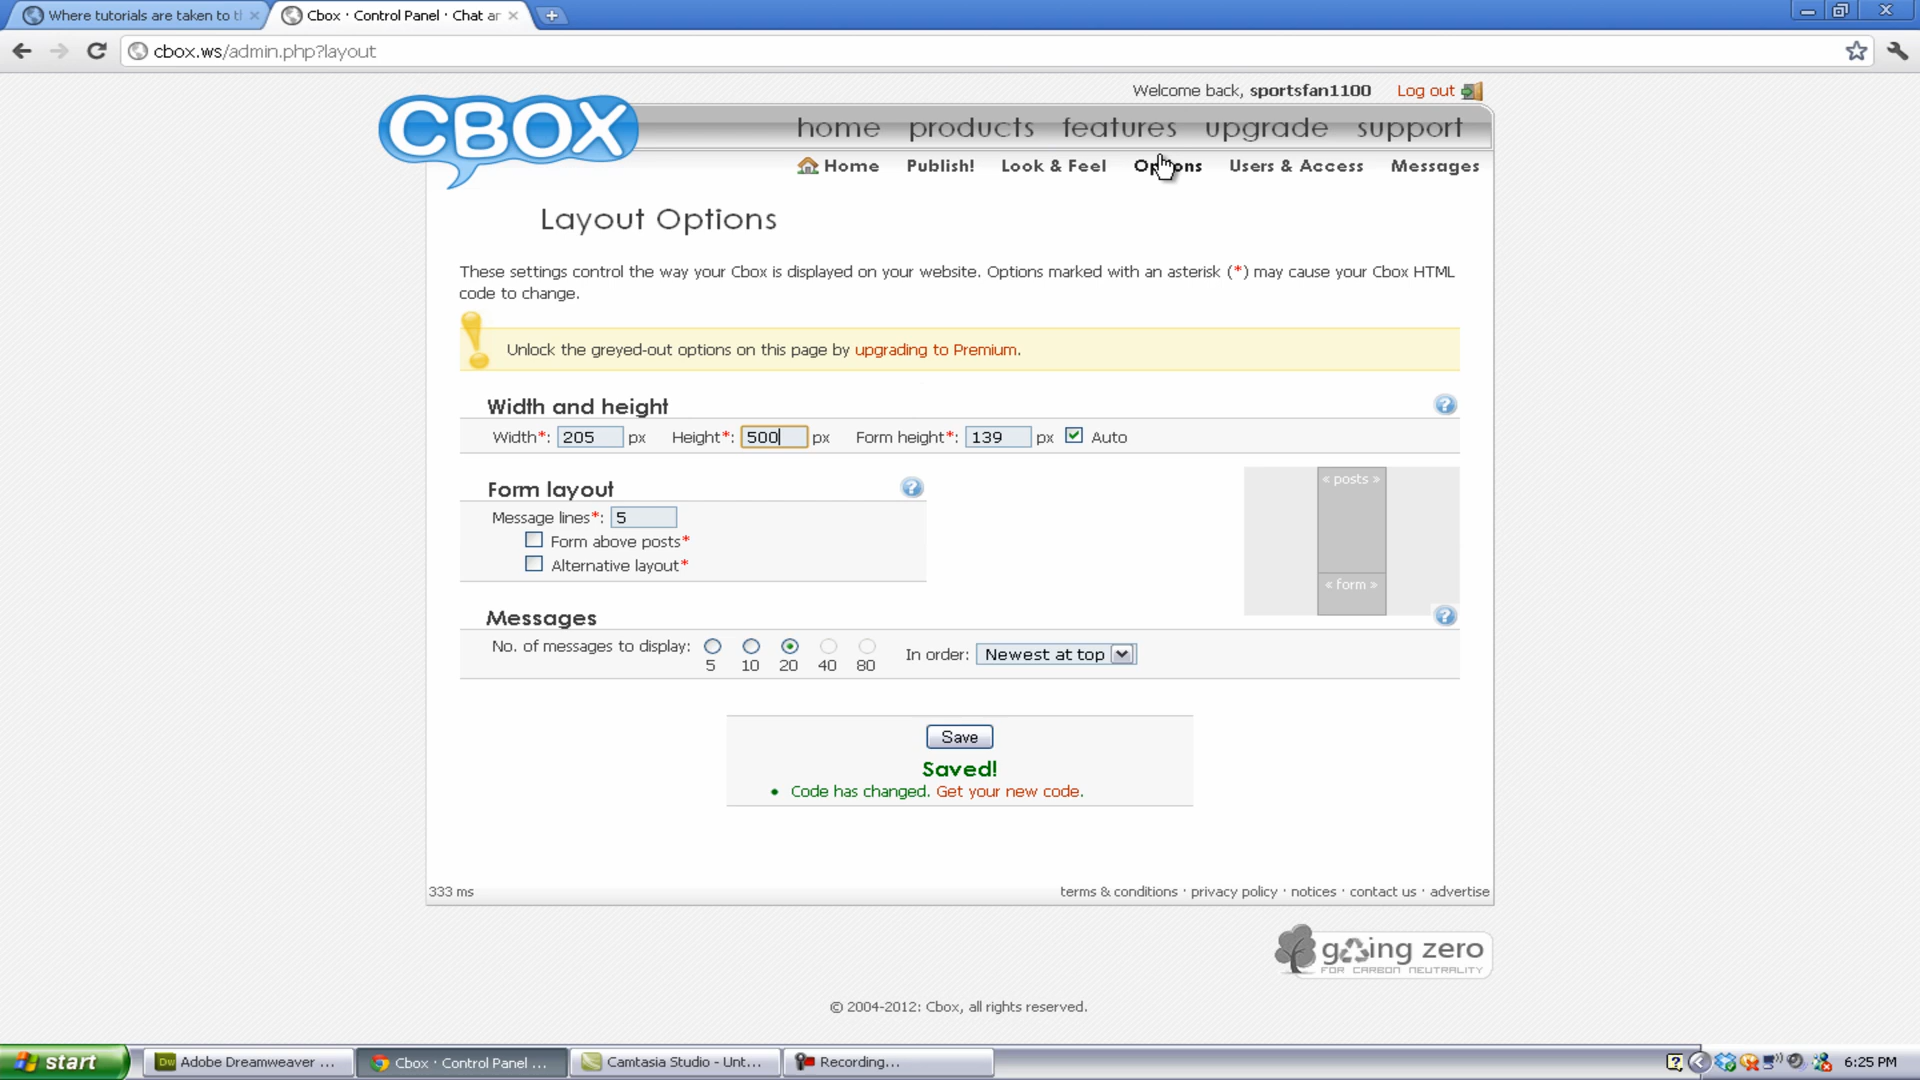 Where tutorials are taken to th
Cbox · Control Panel · Chat ar
cbox.ws/admin.php?layout
Welcome back, sportsfan1100 Log out
CBOX
home products features upgrade support
Home Publish! Look & Feel Options Users & Access Messages
Layout Options
These settings control the way your Cbox is displayed on your website. Options marked with an asterisk (*) may cause your Cbox HTML
code to change.
Unlock the greyed-out options on this page by upgrading to Premium.
Width and height
Width*: 205 px Height*: 500 px Form height*: 139 px Auto
Form layout
« posts »
Message lines*: 5
Form above posts*
Alternative layout*
« form »
Messages
No. of messages to display: 5 10 20 40 80 In order: Newest at top
Save
Saved!
• Code has changed. Get your new code.
333 ms
terms & conditions · privacy policy · notices · contact us · advertise
going zero
FOR CARBON NEUTRALITY
© 2004-2012: Cbox, all rights reserved.
start
Dw Adobe Dreamweaver ...
Cbox · Control Panel ...
Camtasia Studio - Unt...
Recording...
6:25 PM